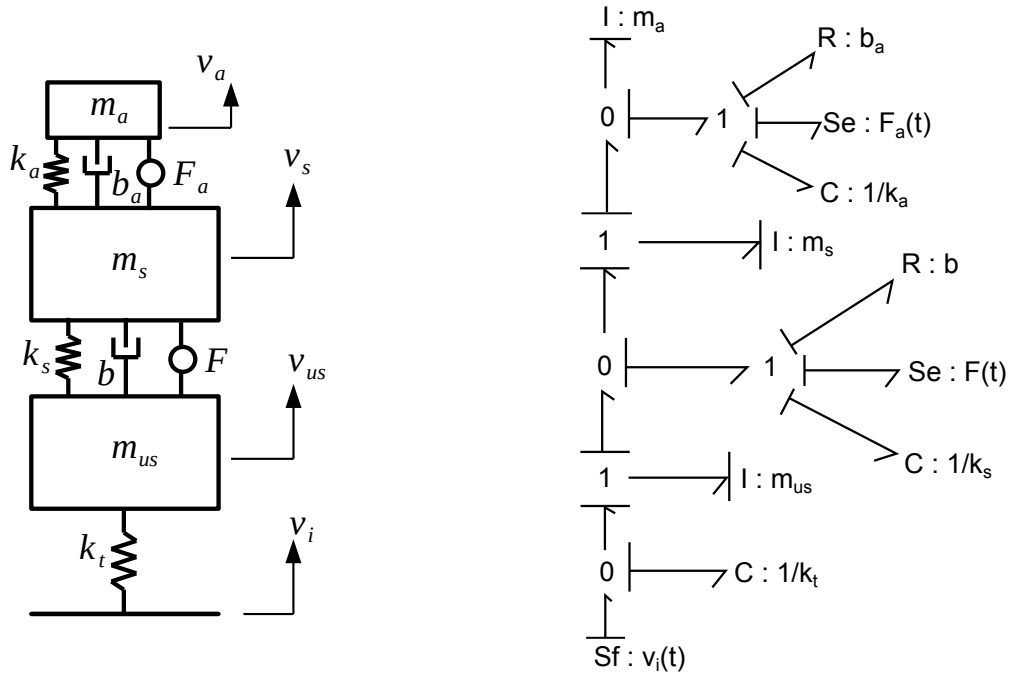 v_a
m_a
k_a
b_a
F_a
v_s
m_s
k_s
b
F
v_us
m_us
k_t
v_i
I : m_a
R : b_a
0
1
Se : F_a(t)
C : 1/k_a
1
I : m_s
R : b
0
1
Se : F(t)
C : 1/k_s
1
I : m_us
0
C : 1/k_t
Sf : v_i(t)